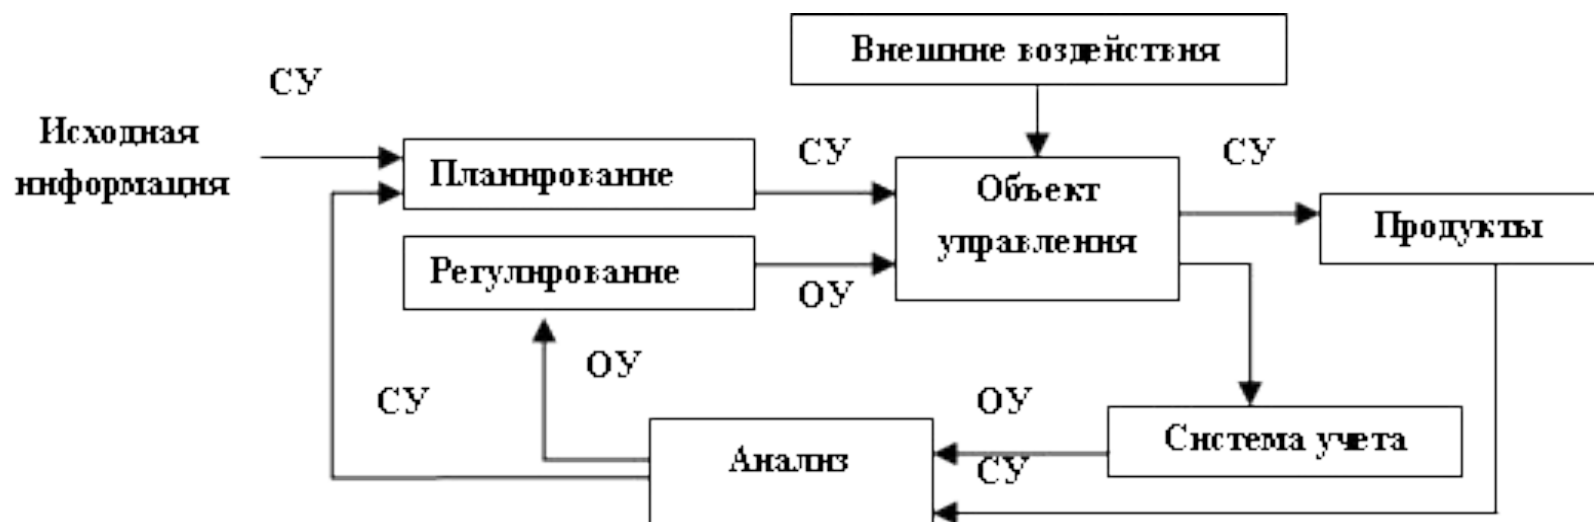 Внешние воздействия
СУ
Исходная
информация
Планирование
СУ
Объект
управления
СУ
Продукты
Регулирование
ОУ
ОУ
СУ
ОУ
Анализ
СУ
Система учета